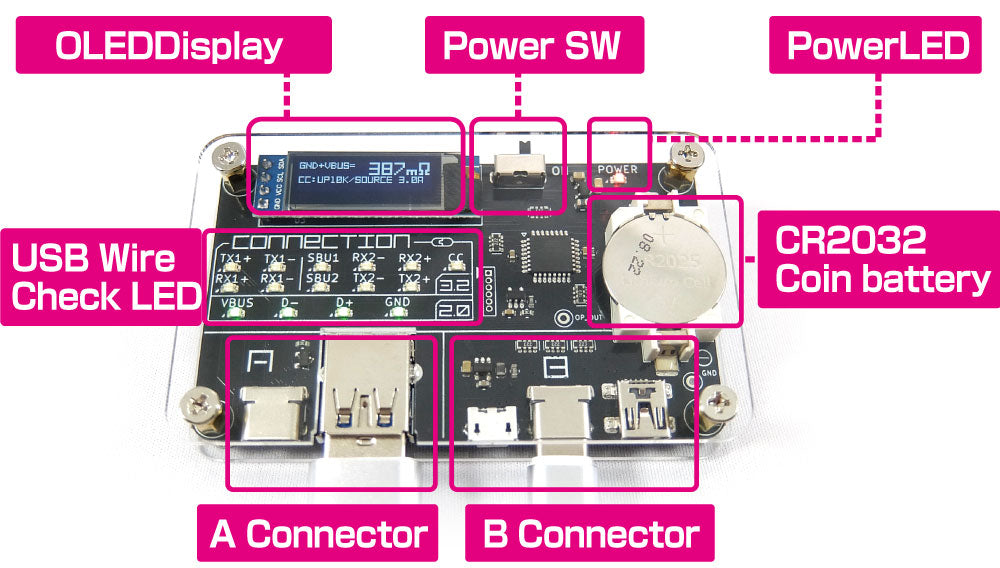 OLEDDisplay
Power SW
PowerLED
GND+VBUS= 387mΩ
CC:UP10K/SOURCE 3.0A
GND VCC SCL SDA
POWER
USB Wire
Check LED
CONNECTION
TX1+ TX1- SBU1 RX2- RX2+ CC
RX1+ RX1- SBU2 TX2- TX2+ 3.2
VBUS D- D+ GND 2.0
OP_OUT
CR2032
Coin battery
A
B
GND
A Connector
B Connector